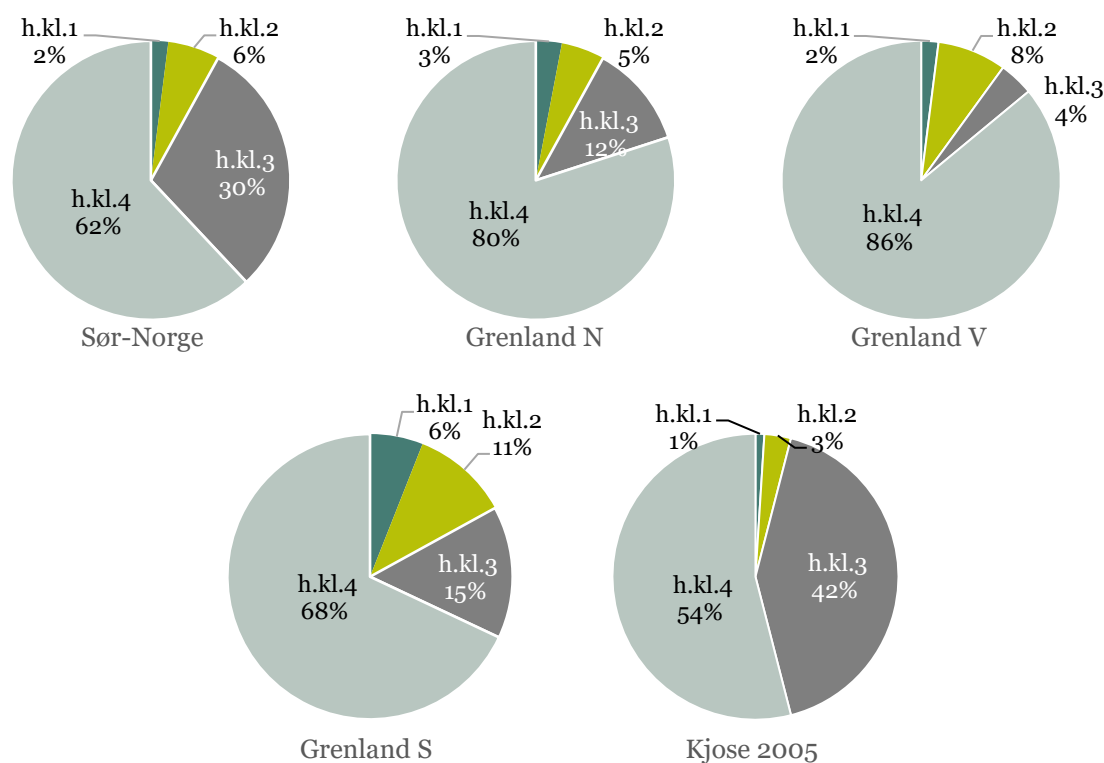 h.kl.1
2%
h.kl.2
6%
h.kl.3
30%
h.kl.4
62%
Sør-Norge
h.kl.1
3%
h.kl.2
5%
h.kl.3
12%
h.kl.4
80%
Grenland N
h.kl.1
2%
h.kl.2
8%
h.kl.3
4%
h.kl.4
86%
Grenland V
h.kl.1
6%
h.kl.2
11%
h.kl.3
15%
h.kl.4
68%
Grenland S
h.kl.1
1%
h.kl.2
3%
h.kl.3
42%
h.kl.4
54%
Kjose 2005